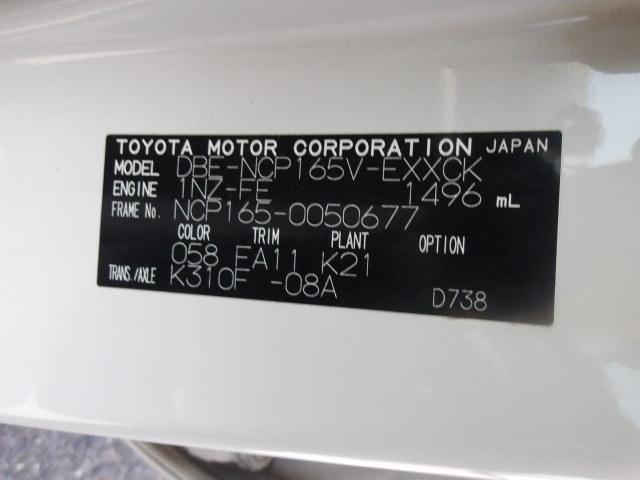 TOYOTA MOTOR CORPORATION JAPAN
MODEL DBE-NCP165V-EXXCK
ENGINE 1NZ-FE 1496 mL
FRAME No. NCP165-0050677
COLOR TRIM PLANT OPTION
058 FA11 K21
TRANS./AXLE K310F -08A
D738